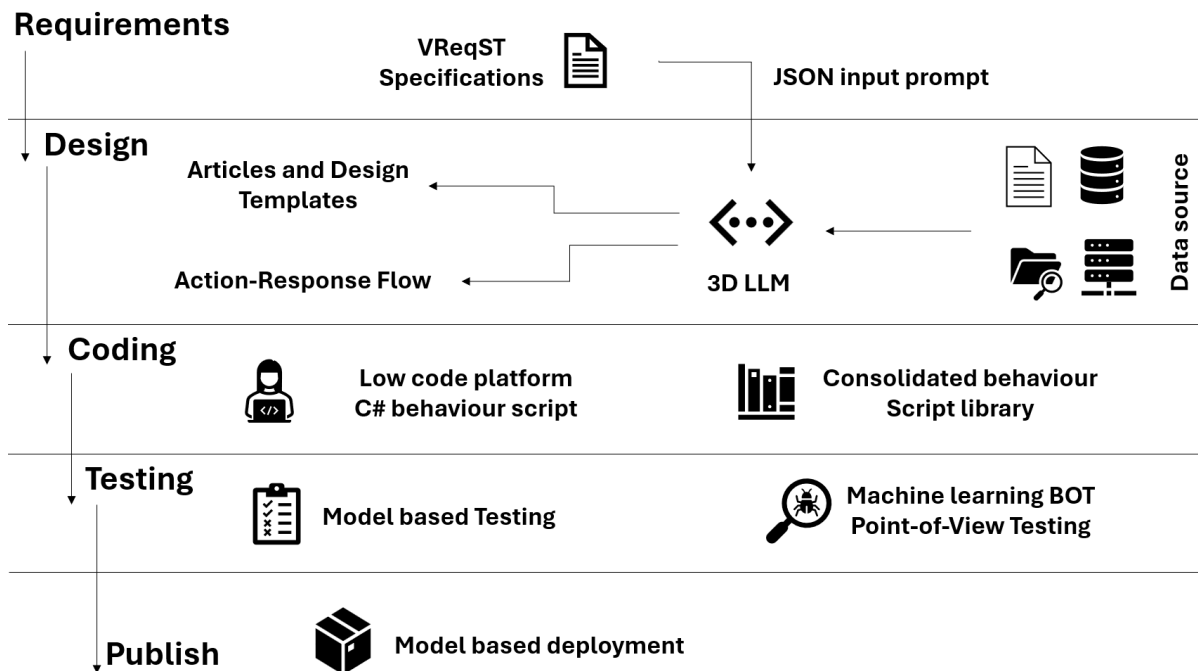 Requirements
VReqST
Specifications
JSON input prompt
Design
Articles and Design
Templates
Action-Response Flow
3D LLM
Data source
Coding
Low code platform
C# behaviour script
Consolidated behaviour
Script library
Testing
Model based Testing
Machine learning BOT
Point-of-View Testing
Publish
Model based deployment